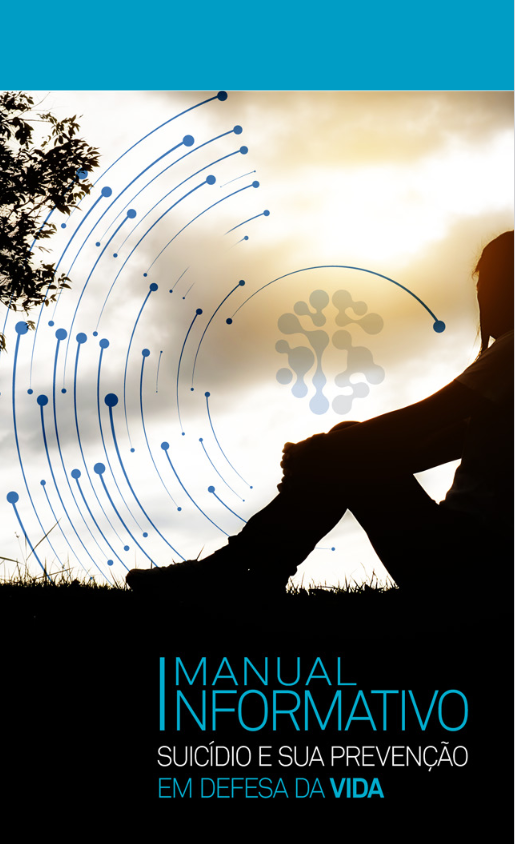 MANUAL
INFORMATIVO
SUICÍDIO E SUA PREVENÇÃO
EM DEFESA DA VIDA